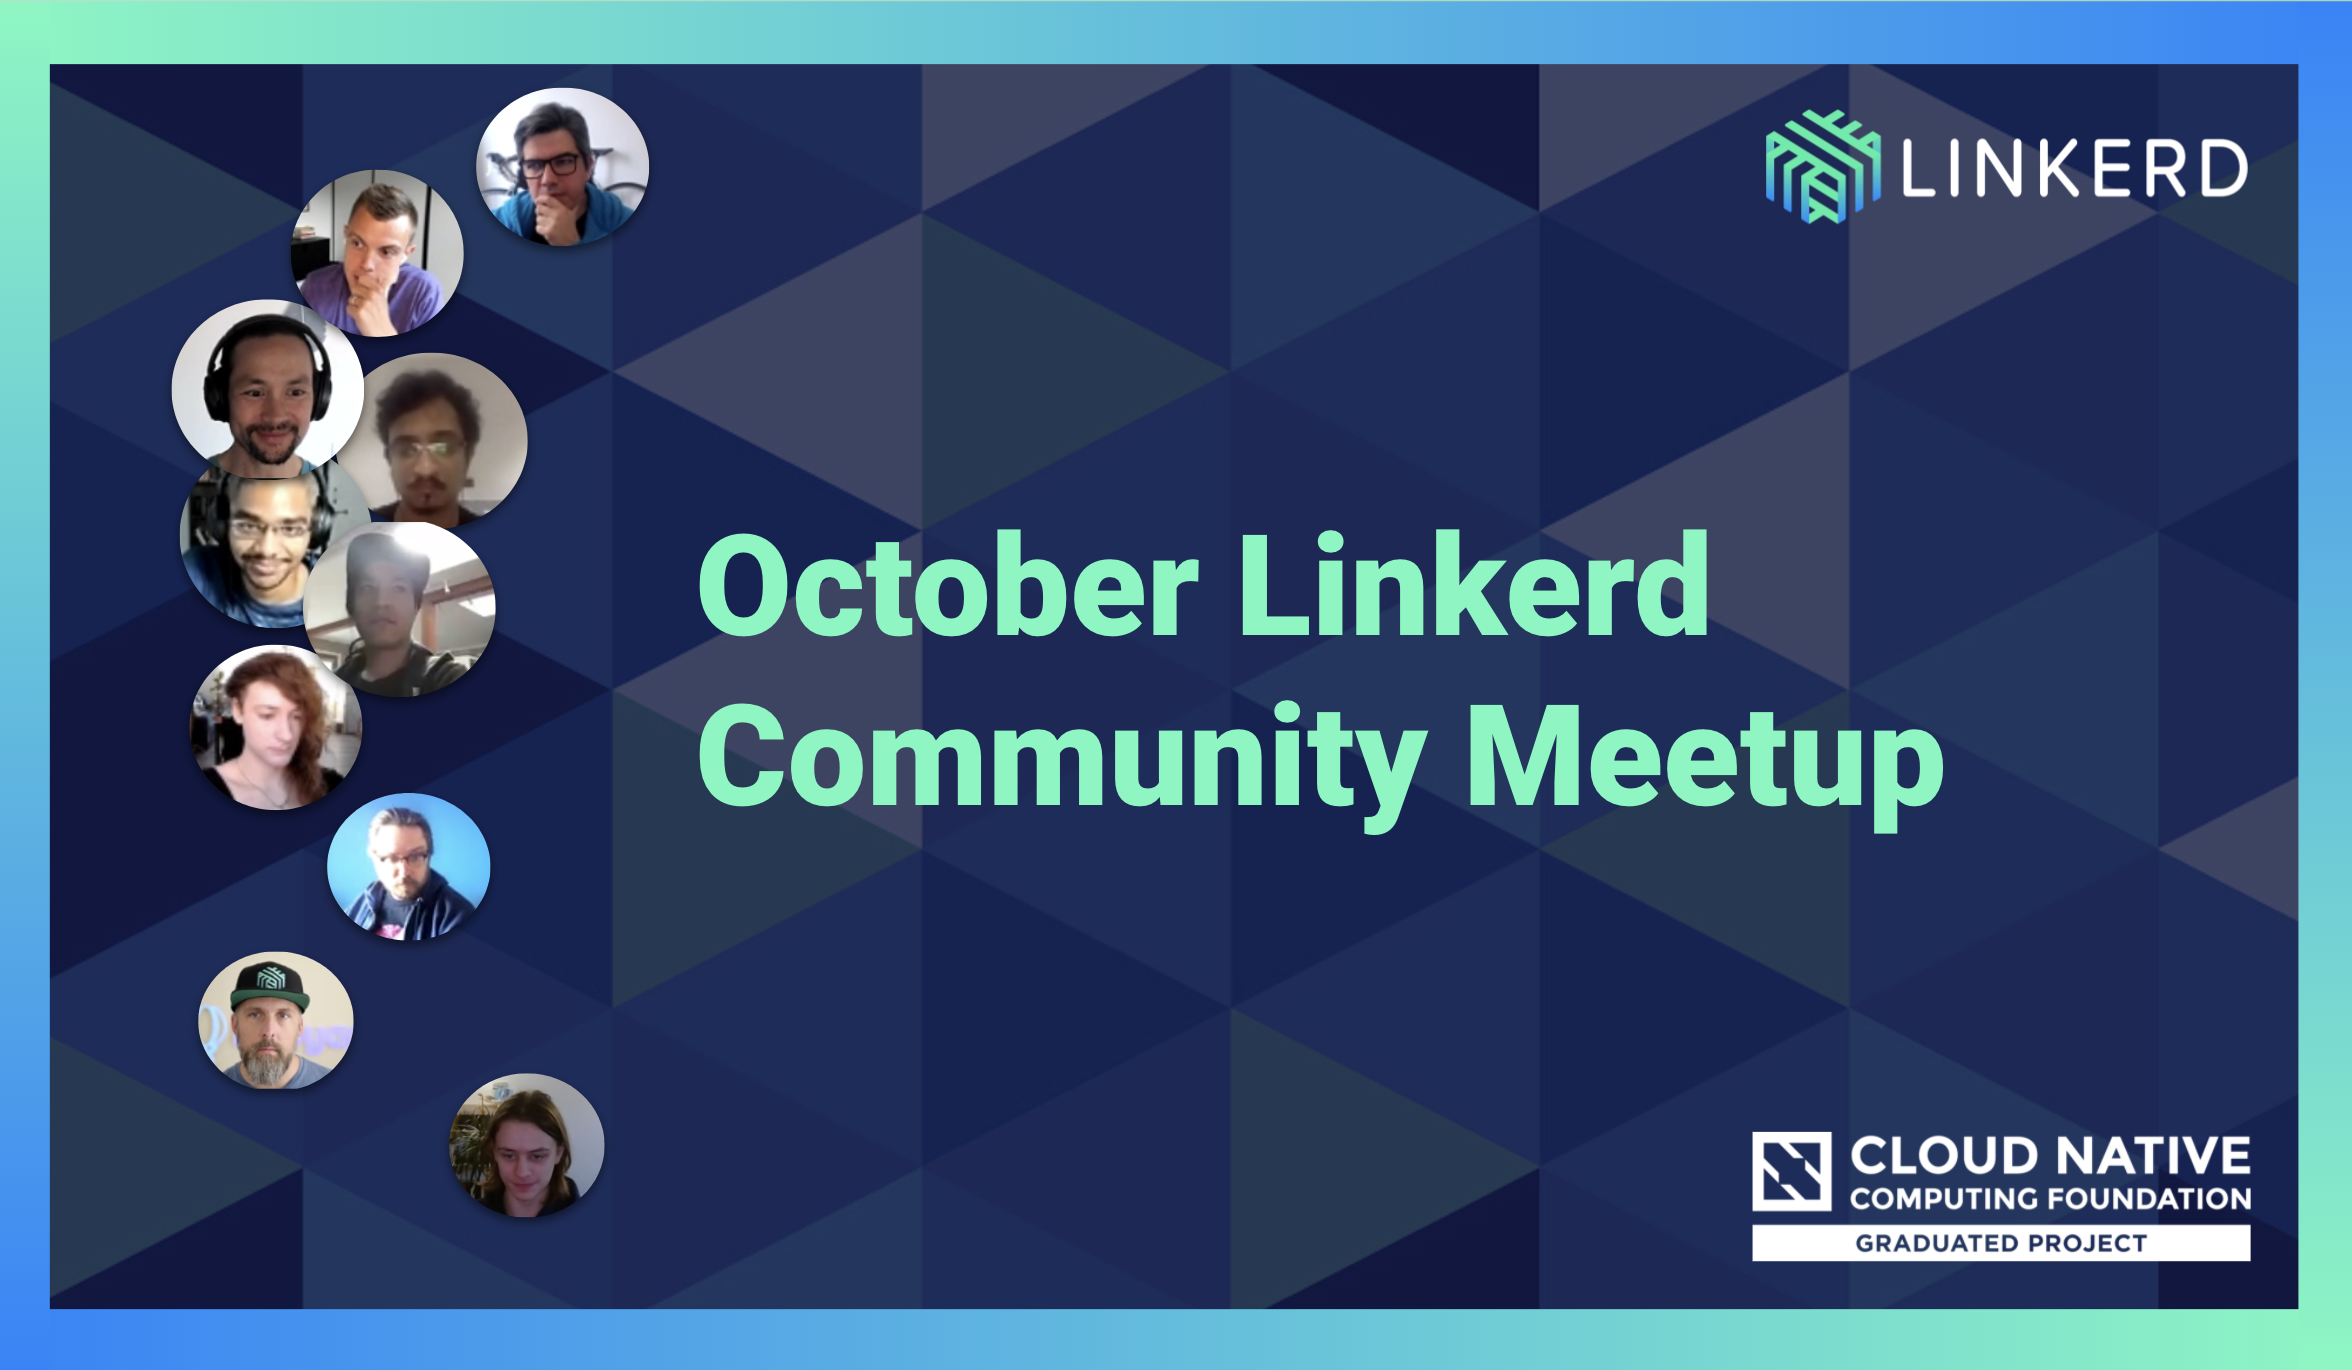 LINKERD
October Linkerd
Community Meetup
CLOUD NATIVE
COMPUTING FOUNDATION
GRADUATED PROJECT